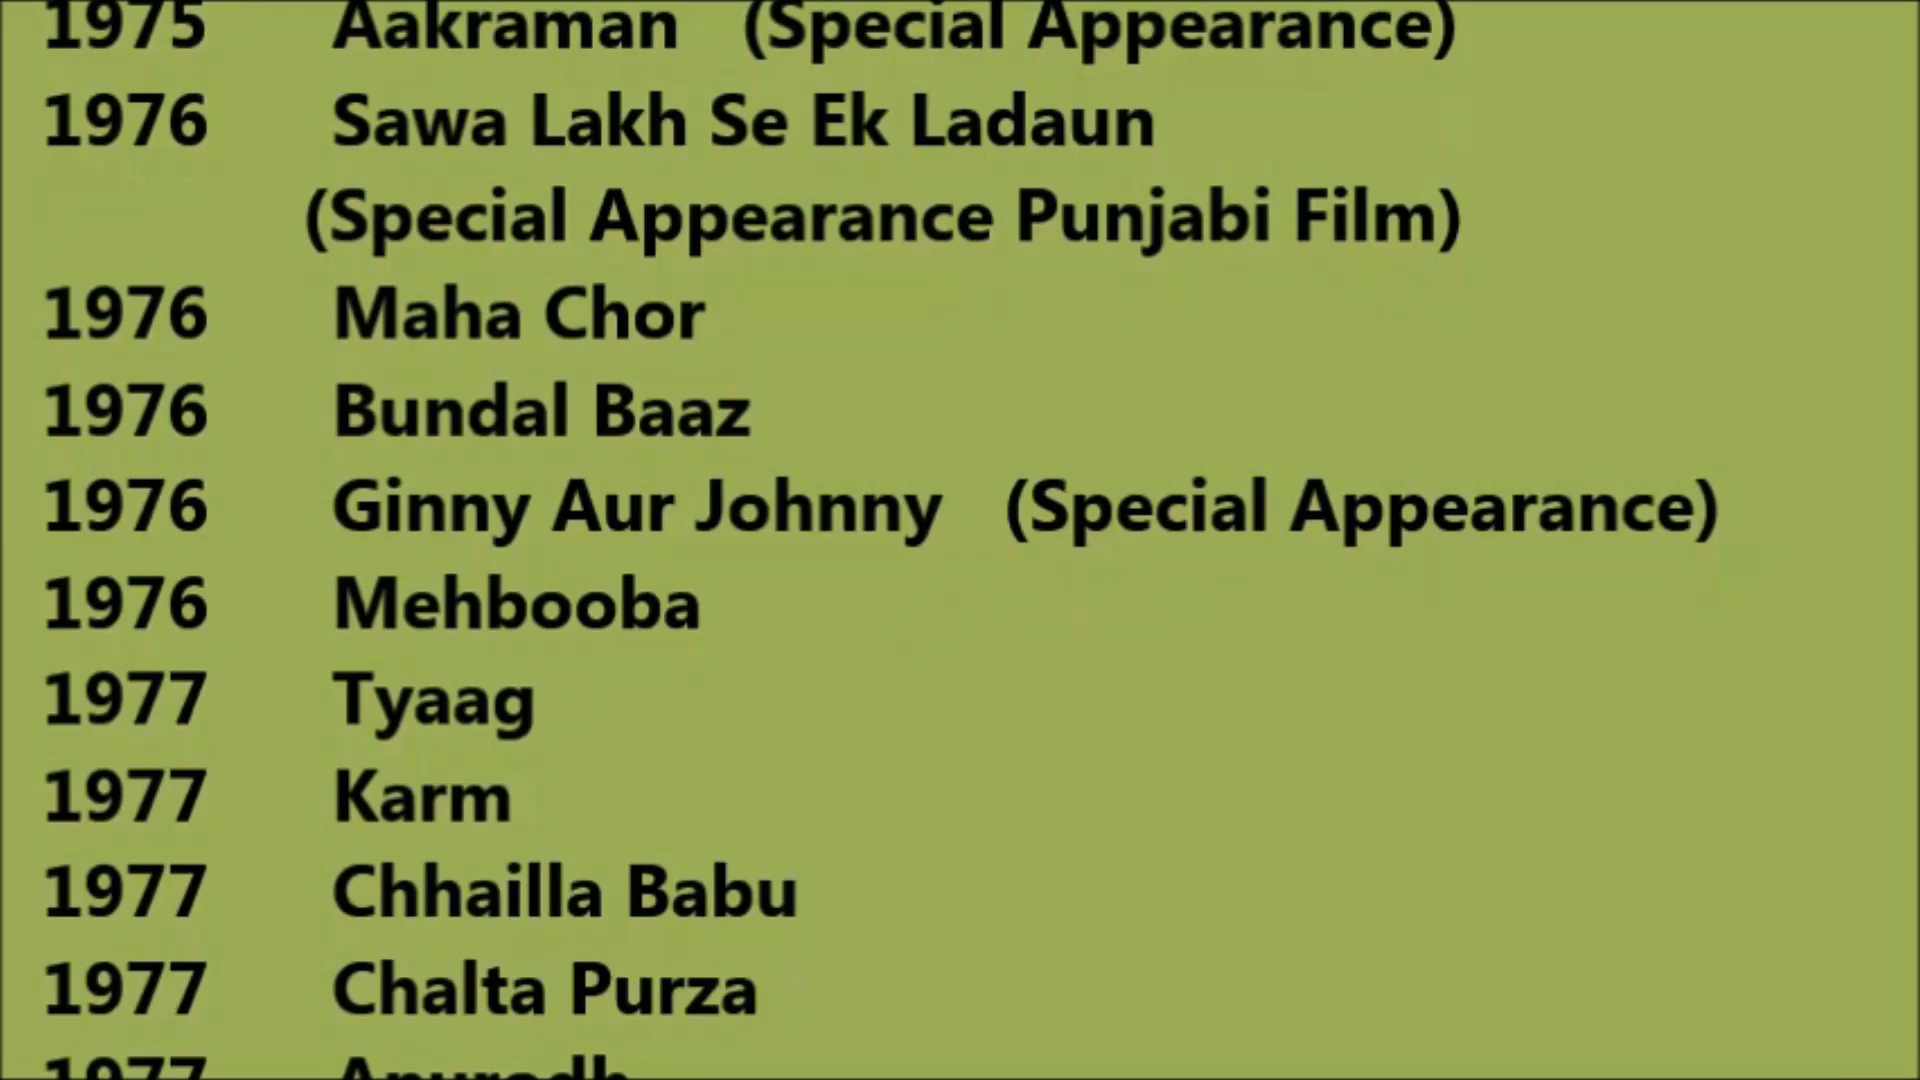 1975 Aakraman (Special Appearance)
1976 Sawa Lakh Se Ek Ladaun
(Special Appearance Punjabi Film)
1976 Maha Chor
1976 Bundal Baaz
1976 Ginny Aur Johnny (Special Appearance)
1976 Mehbooba
1977 Tyaag
1977 Karm
1977 Chhailla Babu
1977 Chalta Purza
1977